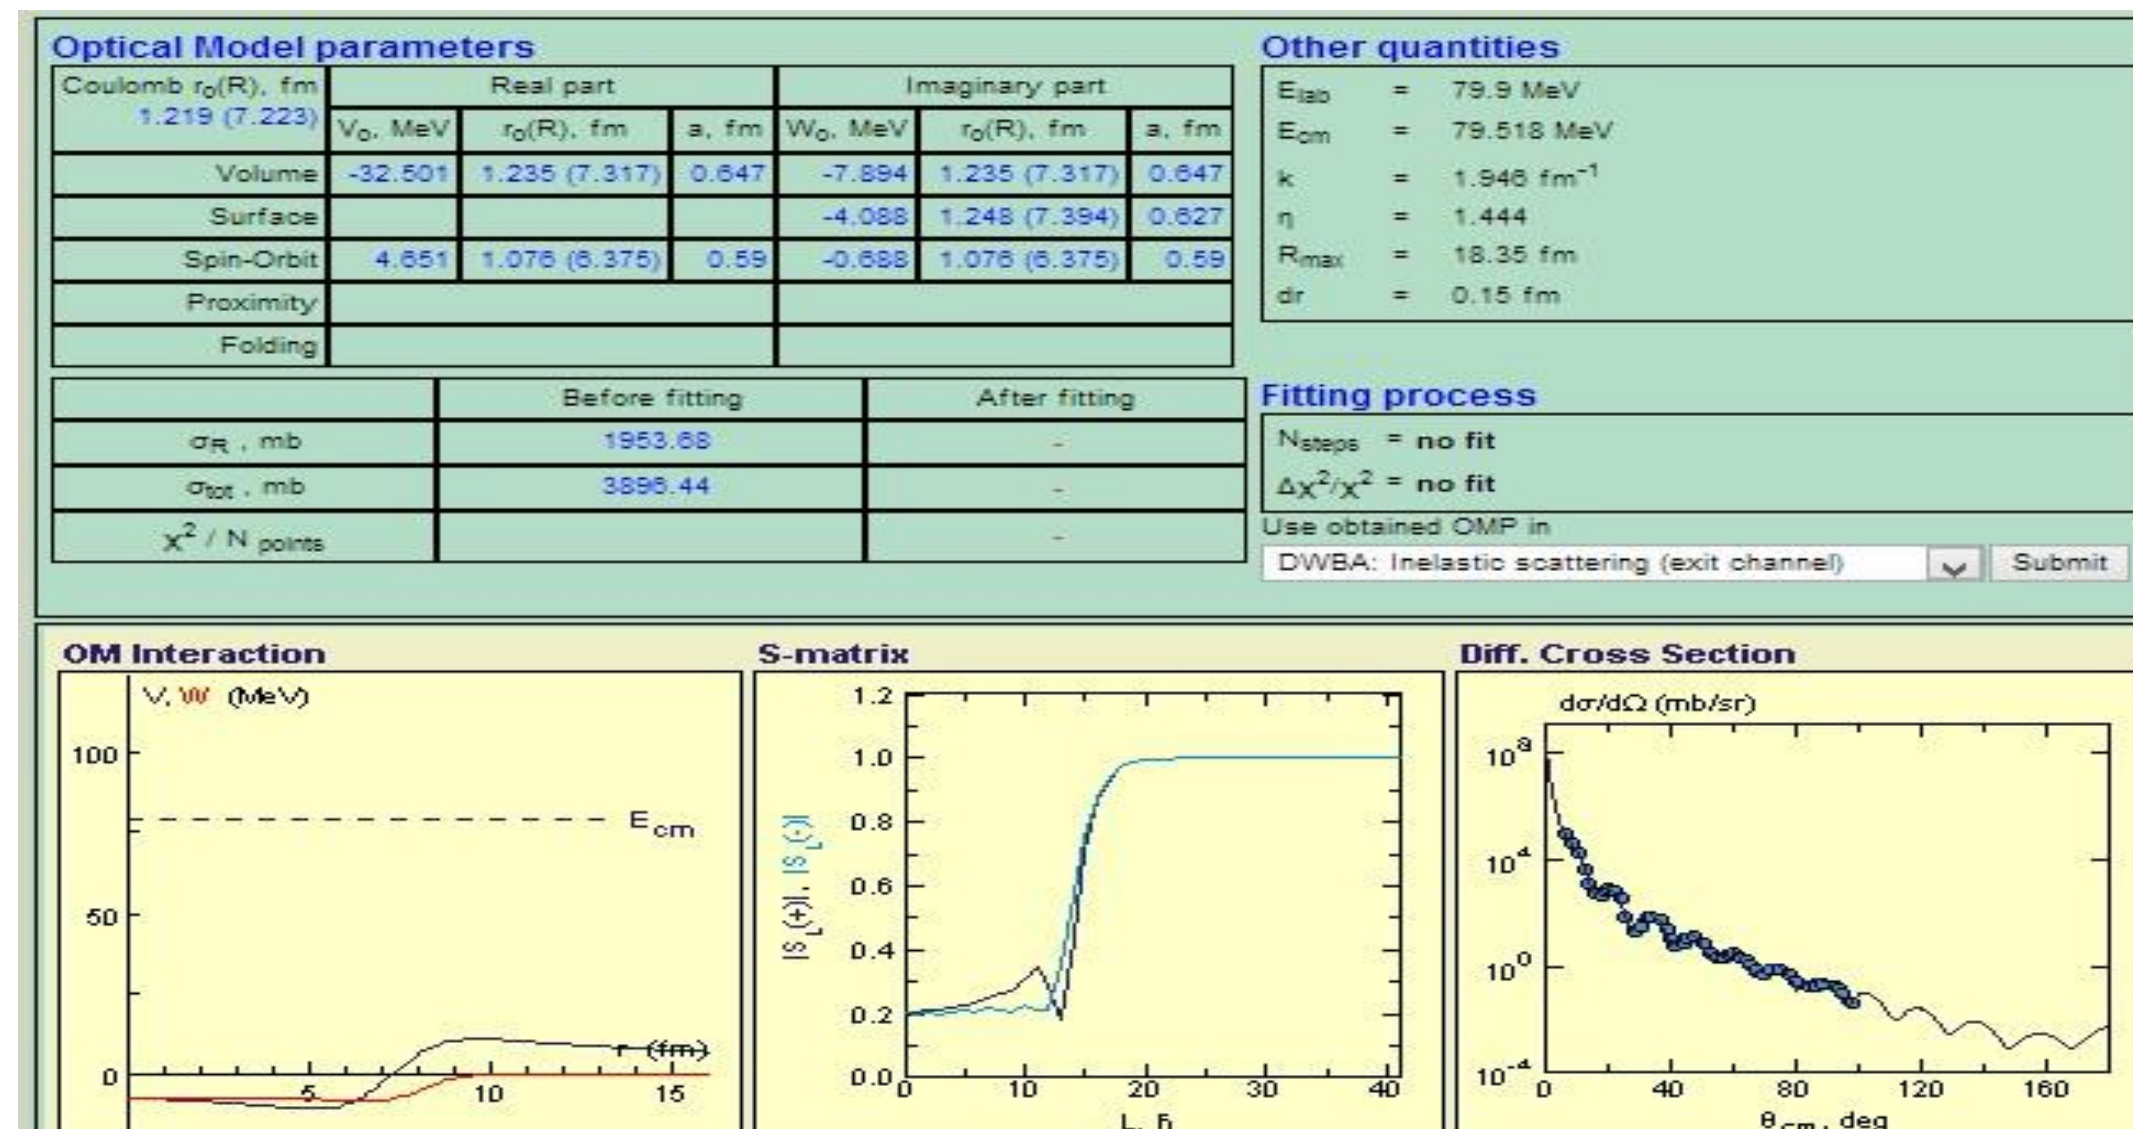 Optical Model parameters
Coulomb r₀(R), fm
1.219 (7.223)
Real part
Imaginary part
V₀, MeV r₀(R), fm a, fm W₀, MeV r₀(R), fm a, fm
Volume -32.501 1.235 (7.317) 0.647 -7.894 1.235 (7.317) 0.647
Surface -4.088 1.248 (7.394) 0.627
Spin-Orbit 4.651 1.076 (6.375) 0.59 -0.688 1.076 (6.375) 0.59
Proximity
Folding
Before fitting After fitting
σR , mb 1953.68 -
σtot , mb 3896.44 -
χ² / N points -
Other quantities
Elab = 79.9 MeV
Ecm = 79.518 MeV
k = 1.946 fm⁻¹
η = 1.444
Rmax = 18.35 fm
dr = 0.15 fm
Fitting process
Nsteps = no fit
Δχ²/χ² = no fit
Use obtained OMP in
DWBA: Inelastic scattering (exit channel) Submit
OM Interaction
V, W (MeV)
100
E cm
50
r (fm)
0
5 10 15
S-matrix
1.2
1.0
0.8
0.6
0.4
0.2
0.0
|S_L(+)|, |S_L(-)|
0 10 20 30 40
L, ħ
Diff. Cross Section
dσ/dΩ (mb/sr)
10⁸
10⁴
10⁰
10⁻⁴
0 40 80 120 160
θcm, deg